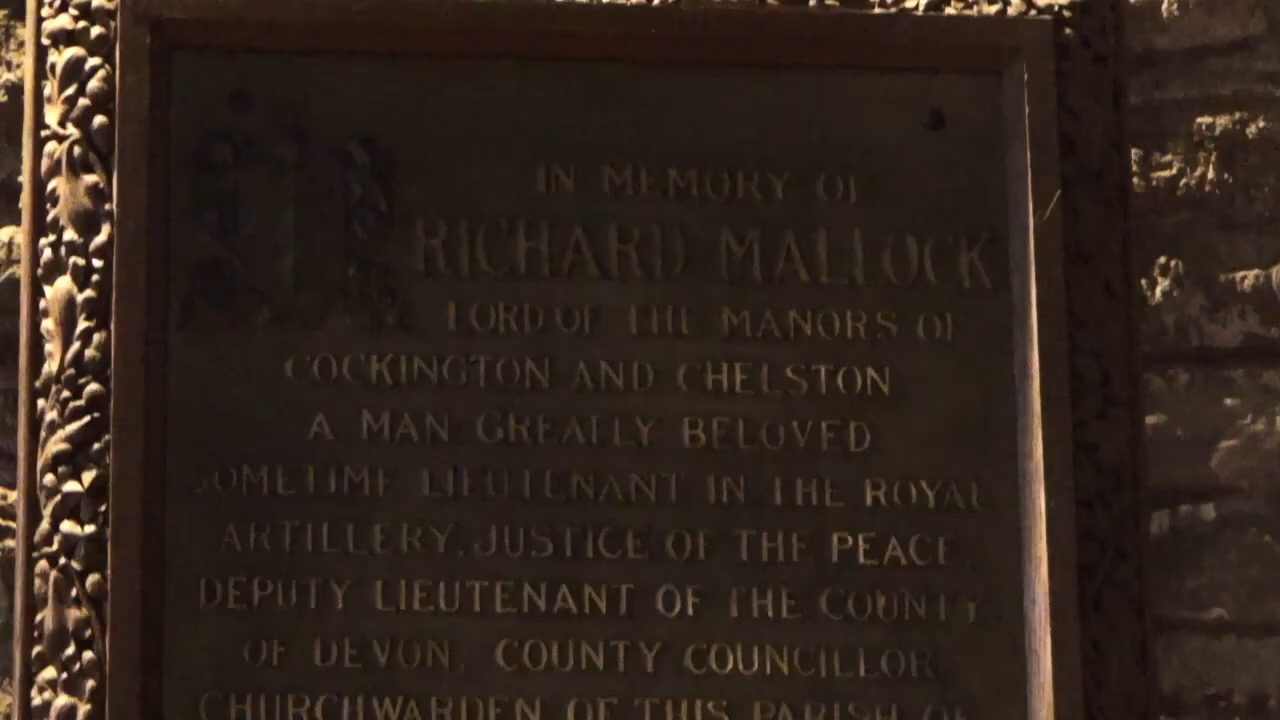 IN MEMORY OF
RICHARD MALLOCK
LORD OF THE MANORS OF
COCKINGTON AND CHELSTON
A MAN GREATLY BELOVED
SOMETIME LIEUTENANT IN THE ROYAL
ARTILLERY, JUSTICE OF THE PEACE
DEPUTY LIEUTENANT OF THE COUNTY
OF DEVON, COUNTY COUNCILLOR
CHURCHWARDEN OF THIS PARISH OF